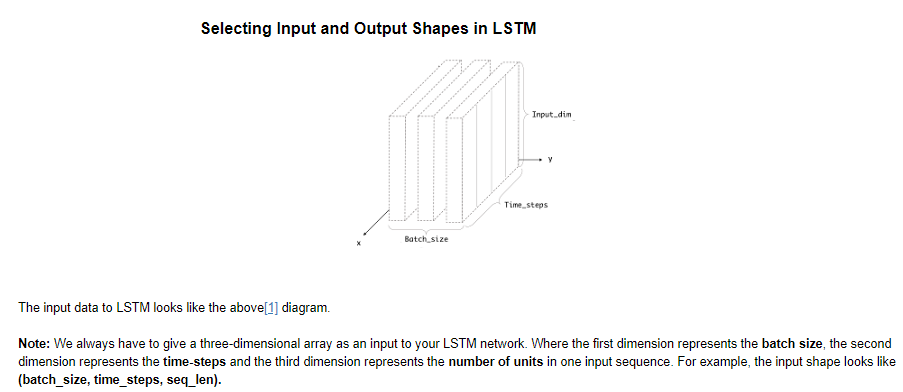 Selecting Input and Output Shapes in LSTM
Input_dim
y
Time_steps
Batch_size
x
The input data to LSTM looks like the above[1] diagram.
Note: We always have to give a three-dimensional array as an input to your LSTM network. Where the first dimension represents the batch size, the second
dimension represents the time-steps and the third dimension represents the number of units in one input sequence. For example, the input shape looks like
(batch_size, time_steps, seq_len).